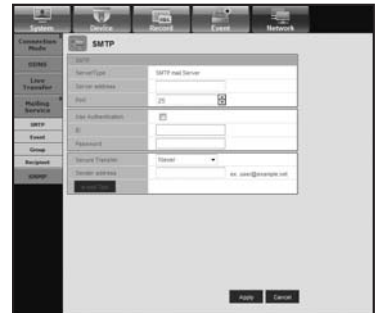 System Device Record Event Network
Connection Mode
DDNS
Live Transfer
Mailing Service
SMTP
Event
Group
Recipient
SNMP
SMTP
SMTP
ServerType SMTP mail Server
Server address
Port 25
Use Authentication
ID
Password
Secure Transfer Never
Sender address ex. user@example.net
Apply Cancel